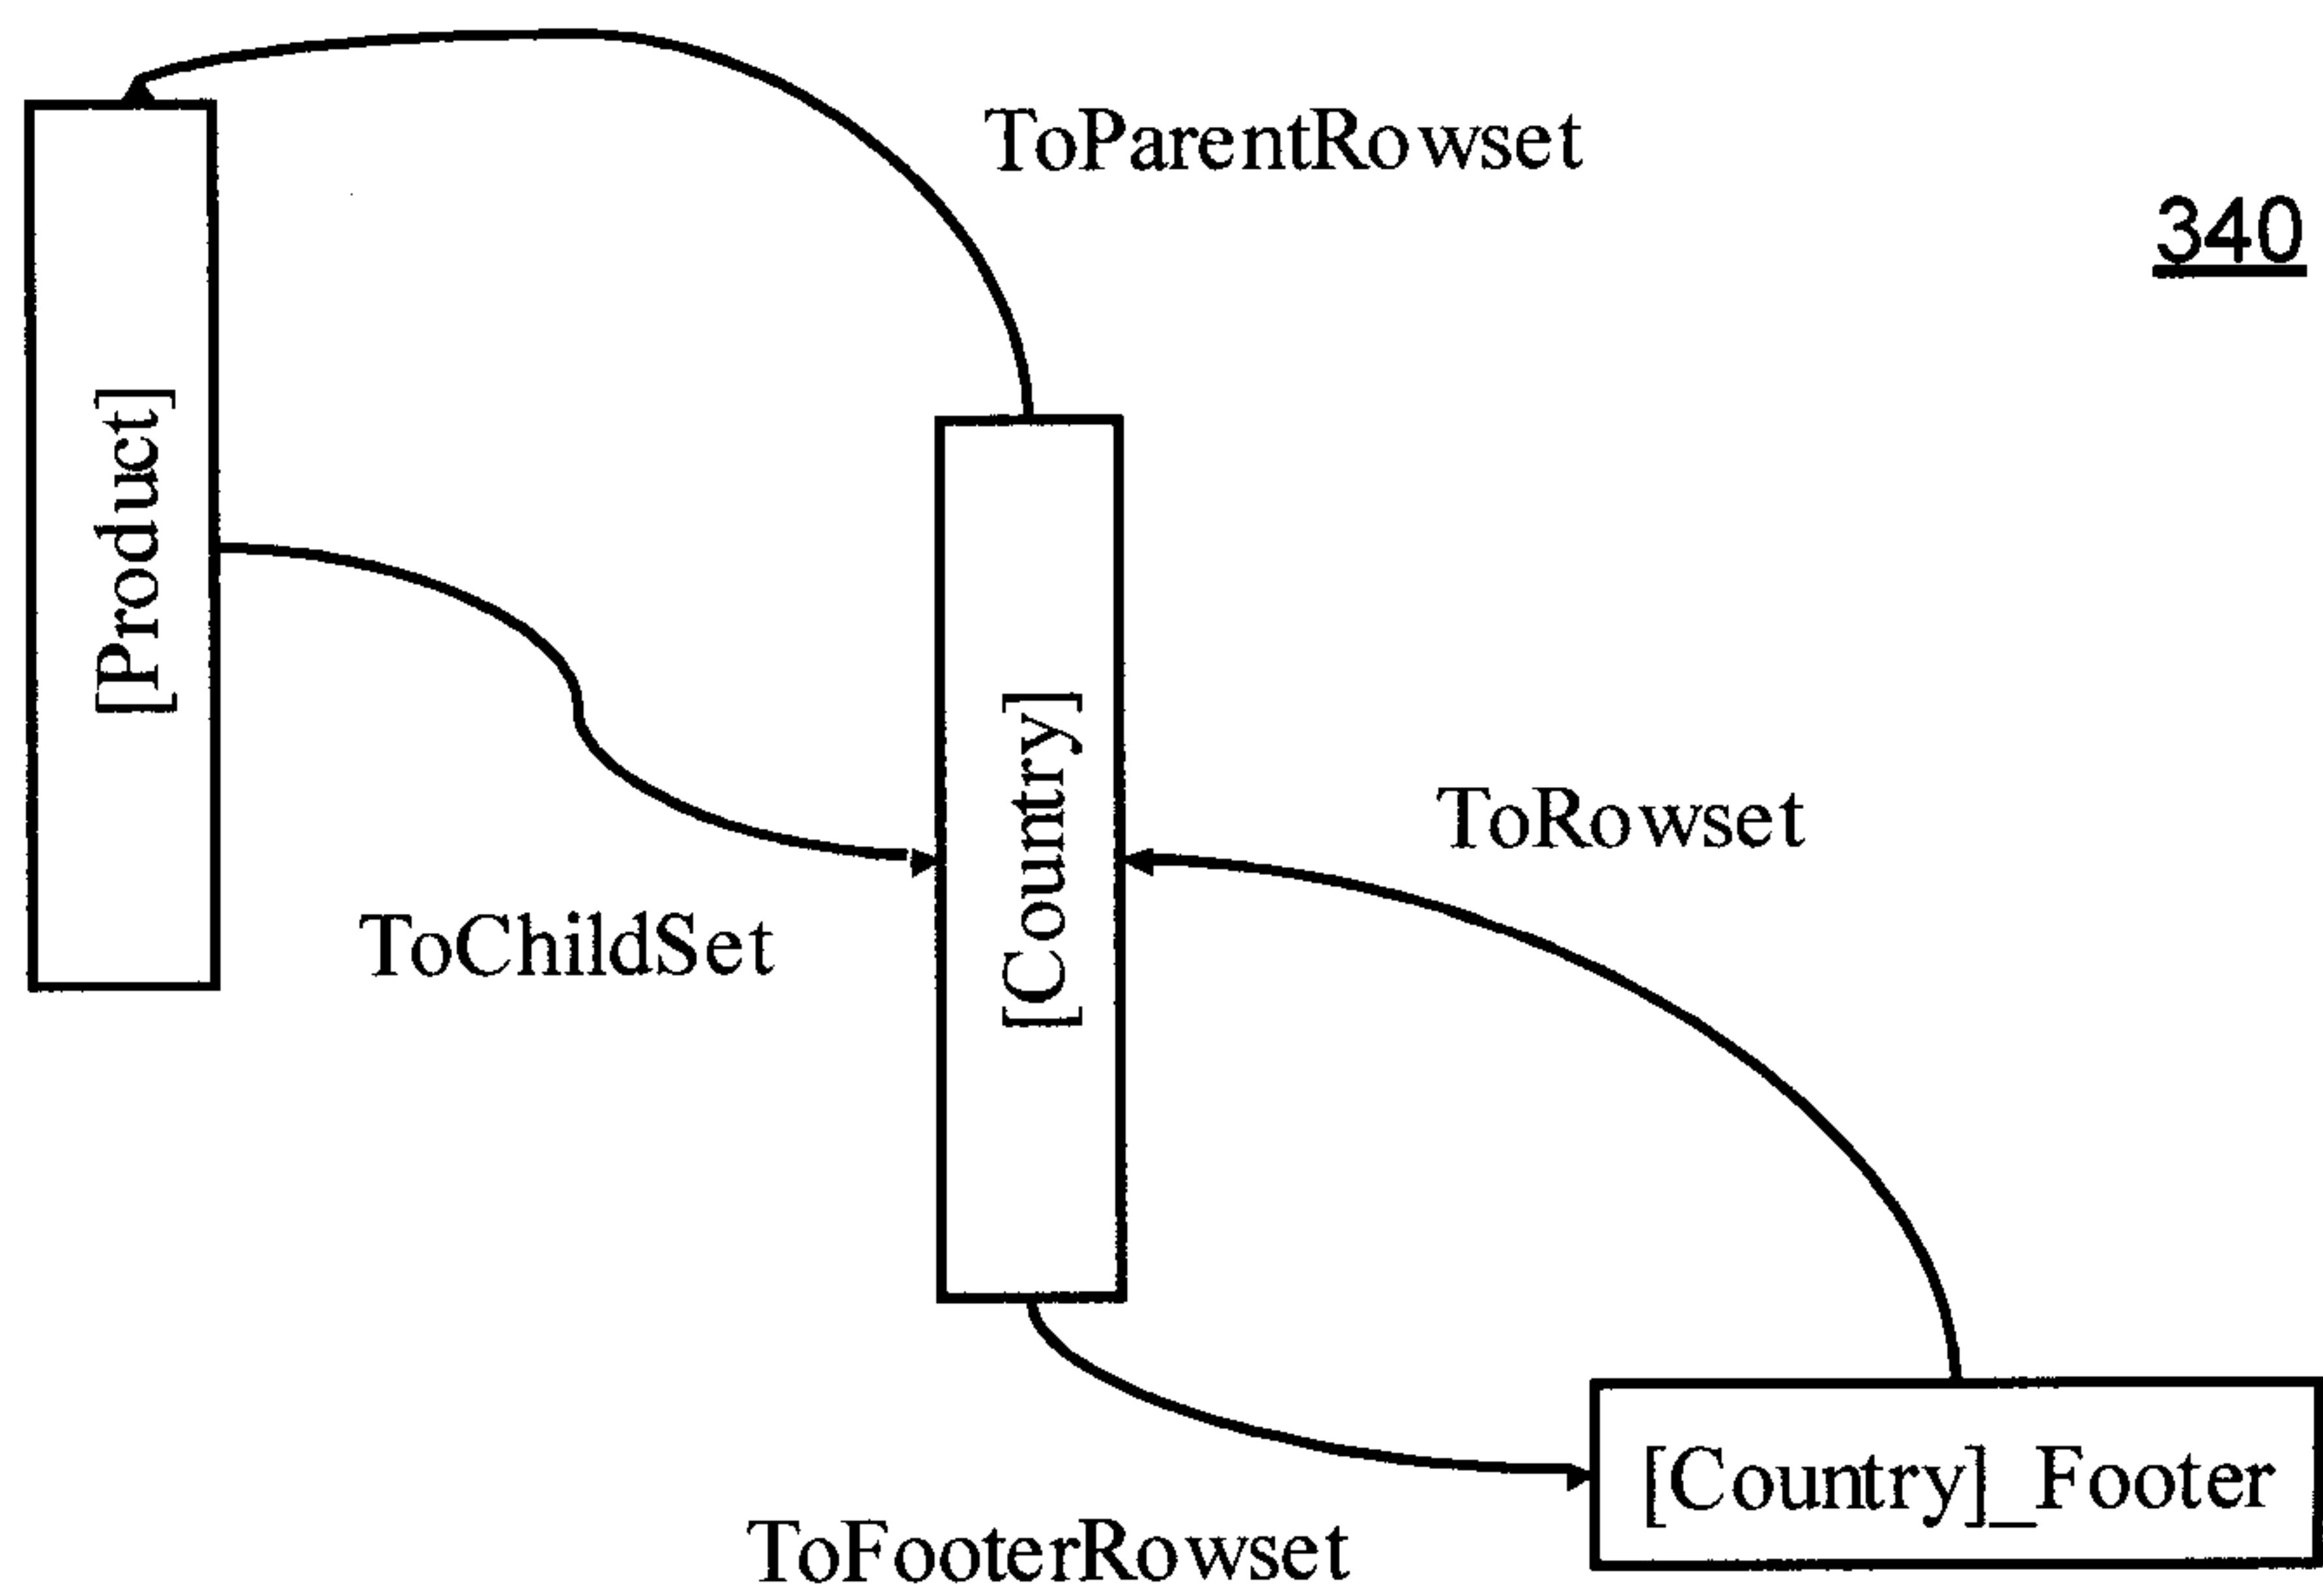 ToParentRowset
340
[Product]
[Country]
ToRowset
ToChildSet
[Country]_Footer
ToFooterRowset